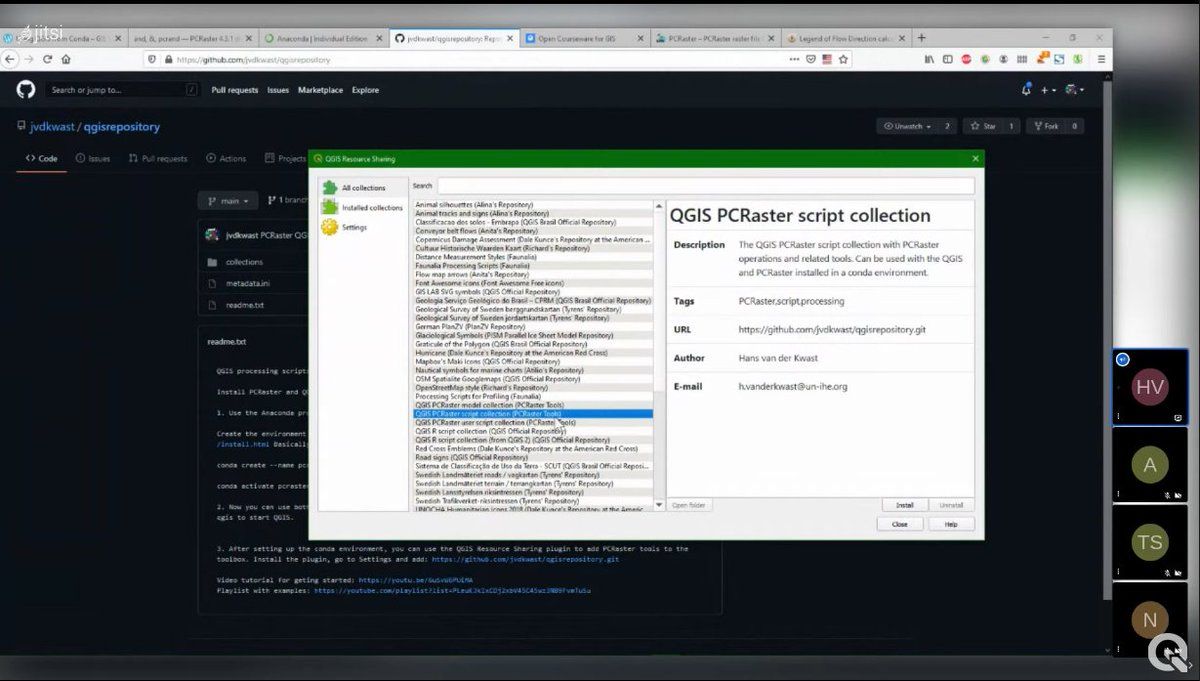 jitsi
om Conda – G
and, &, pcrand — PCRaster 4.3.1
Anaconda | Individual Edition
jvdkwast/qgisrepository: Repo
Open Courseware for GIS
PCRaster – PCRaster raster file
Legend of Flow Direction calc
https://github.com/jvdkwast/qgisrepository
Search or jump to...
/
Pull requests
Issues
Marketplace
Explore
jvdkwast / qgisrepository
Unwatch
2
Star
1
Fork
0
Code
Issues
Pull requests
Actions
Projects
main
1 branch
jvdkwast PCRaster QG
collections
metadata.ini
readme.txt
readme.txt
QGIS processing scripts
Install PCRaster and Q
1. Use the Anaconda pr
Create the environment
/install.html Basicall
conda create --name pc
conda activate pcraste
2. Now you can use bot
qgis to start QGIS.
3. After setting up the conda environment, you can use the QGIS Resource Sharing plugin to add PCRaster tools to the
toolbox. Install the plugin, go to Settings and add: https://github.com/jvdkwast/qgisrepository.git
Video tutorial for geting started:
Playlist with examples:
QGIS Resource Sharing
All collections
Installed collections
Settings
Search
Animal silhouettes (Alina's Repository)
Animal tracks and signs (Alina's Repository)
Classificacao dos solos - Embrapa (QGIS Brasil Official Repository)
Conveyor belt flows (Anita's Repository)
Copernicus Damage Assessment (Dale Kunce's Repository at the American ...
Cultuur Historische Waarden Kaart (Richard's Repository)
Distance Measurement Styles (Faunalia)
Faunalia Processing Scripts (Faunalia)
Flow map arrows (Anita's Repository)
Font Awesome icons (Font Awesome Free icons)
GIS LAB SVG symbols (QGIS Official Repository)
Geologia Serviço Geológico do Brasil – CPRM (QGIS Brasil Official Repository)
Geological Survey of Sweden berggrundskartan (Tyrens' Repository)
Geological Survey of Sweden jordartskartan (Tyrens' Repository)
German PlanZV (PlanZV Repository)
Glaciological Symbols (PISM Parallel Ice Sheet Model Repository)
Graticule of the Polygon (QGIS Brasil Official Repository)
Hurricane (Dale Kunce's Repository at the American Red Cross)
Mapbox's Maki Icons (QGIS Official Repository)
Nautical symbols for marine charts (Atilio's Repository)
OSM Spatialite Googlemaps (QGIS Official Repository)
OpenStreetMap style (Richard's Repository)
Processing Scripts for Profiling (Faunalia)
QGIS PCRaster model collection (PCRaster Tools)
QGIS PCRaster script collection (PCRaster Tools)
QGIS PCRaster user script collection (PCRaster Tools)
QGIS R script collection (QGIS Official Repository)
QGIS R script collection (from QGIS 2) (QGIS Official Repository)
Red Cross Emblems (Dale Kunce's Repository at the American Red Cross)
Road signs (QGIS Official Repository)
Sistema de Classificação de Uso da Terra - SCUT (QGIS Brasil Official Reposi...
Swedish Landmäteriet roads / vagkartan (Tyrens' Repository)
Swedish Landmäteriet terrain / terrangkartan (Tyrens' Repository)
Swedish Lansstyrelsen riksintressen (Tyrens' Repository)
Swedish Trafikverket riksintressen (Tyrens' Repository)
UNOCHA Humanitarian icons 2018 (Dale Kunce's Repository at the Americ
QGIS PCRaster script collection
Description
The QGIS PCRaster script collection with PCRaster
operations and related tools. Can be used with the QGIS
and PCRaster installed in a conda environment.
Tags
PCRaster,script,processing
URL
https://github.com/jvdkwast/qgisrepository.git
Author
Hans van der Kwast
E-mail
h.vanderkwast@un-ihe.org
Open folder
Install
Uninstall
Close
Help
HV
A
TS
N